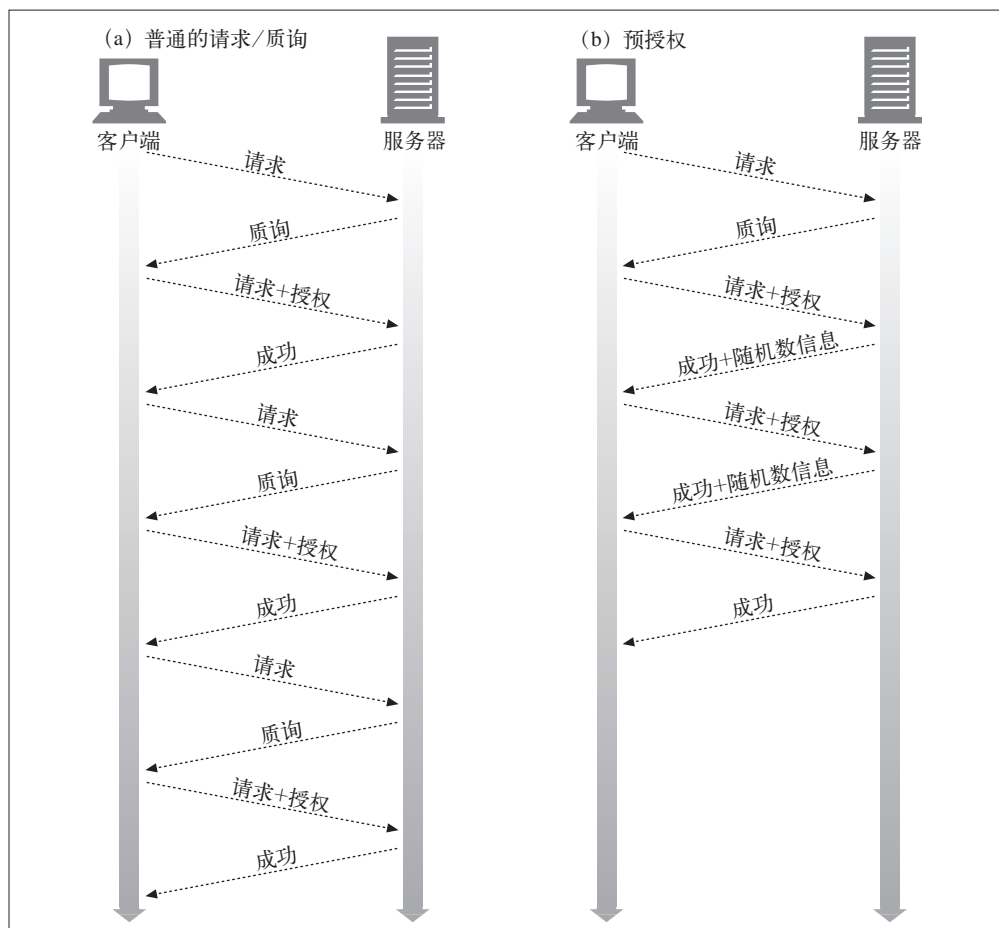 (a) 普通的请求/质询
客户端
服务器
请求
质询
请求+授权
成功
请求
质询
请求+授权
成功
请求
质询
请求+授权
成功
(b) 预授权
客户端
服务器
请求
质询
请求+授权
成功+随机数信息
请求+授权
成功+随机数信息
请求+授权
成功